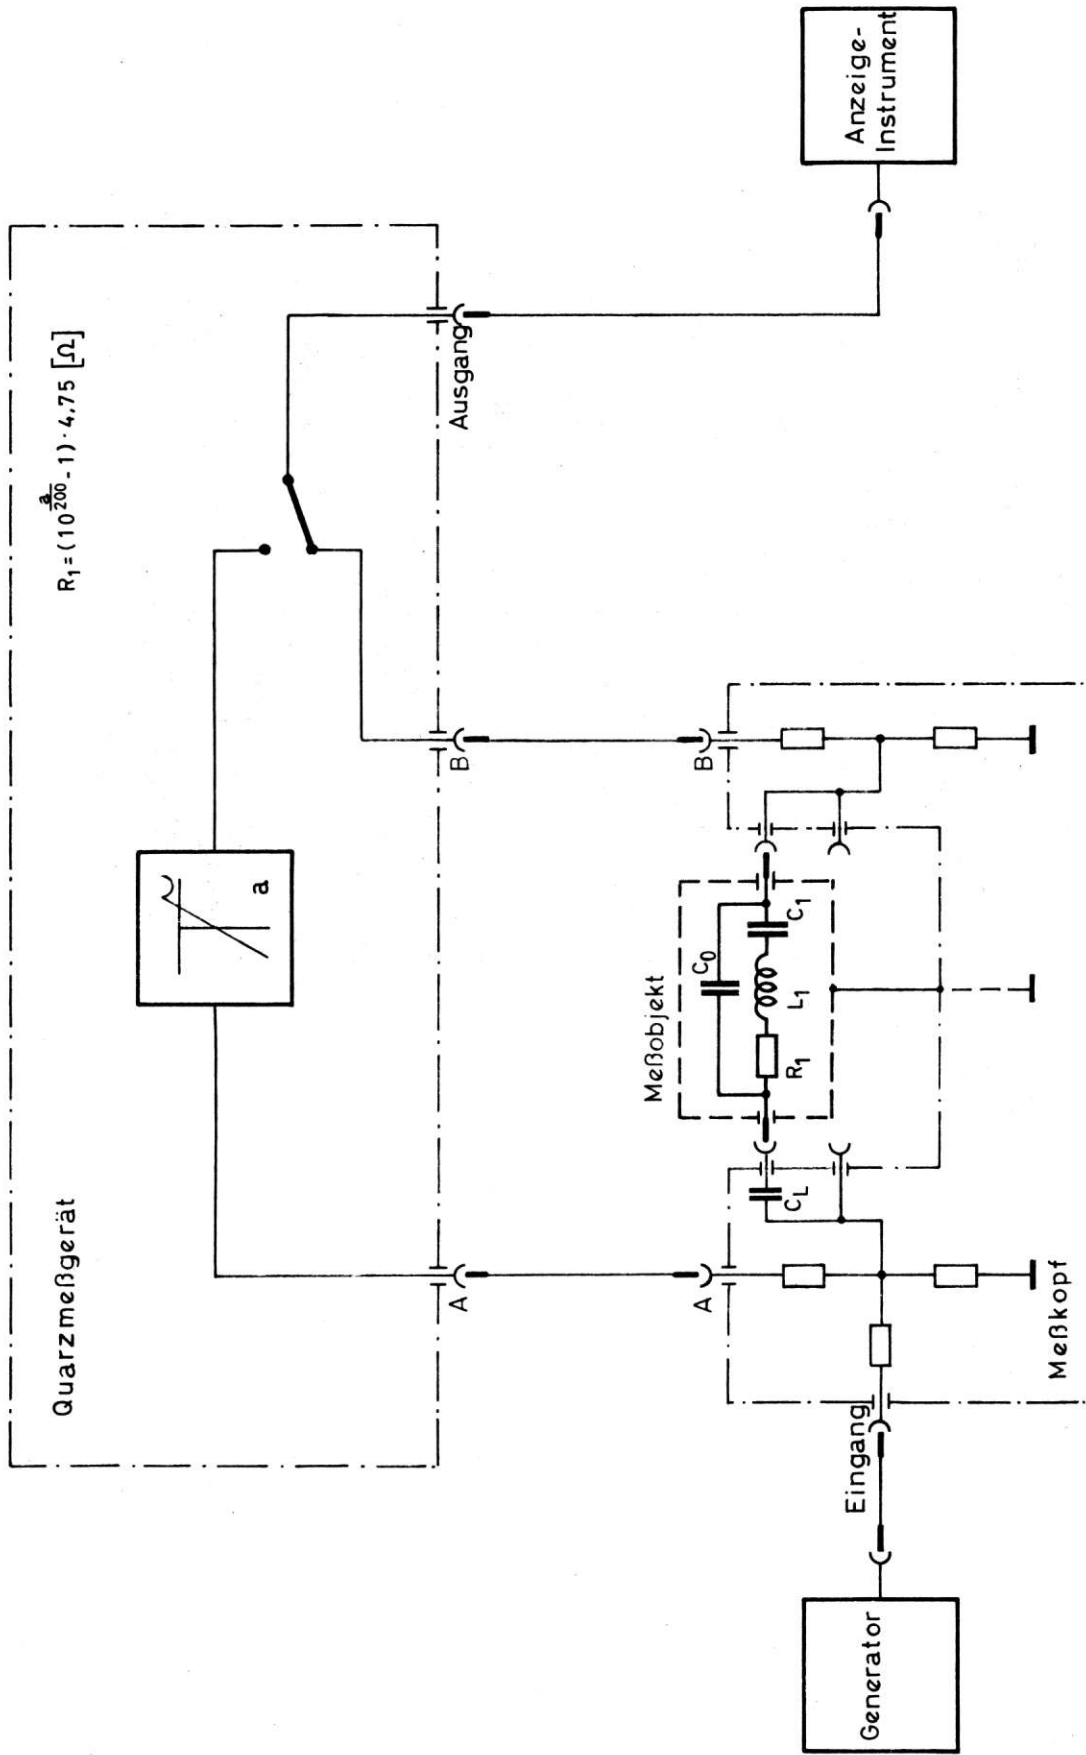 Quarzmeßgerät
R₁ = (10^(a/200) - 1) · 4,75 [Ω]
a
A
B
Ausgang
Anzeige-
Instrument
A
B
Meßobjekt
C₀
C_L
R₁
L₁
C₁
Eingang
Generator
Meßkopf